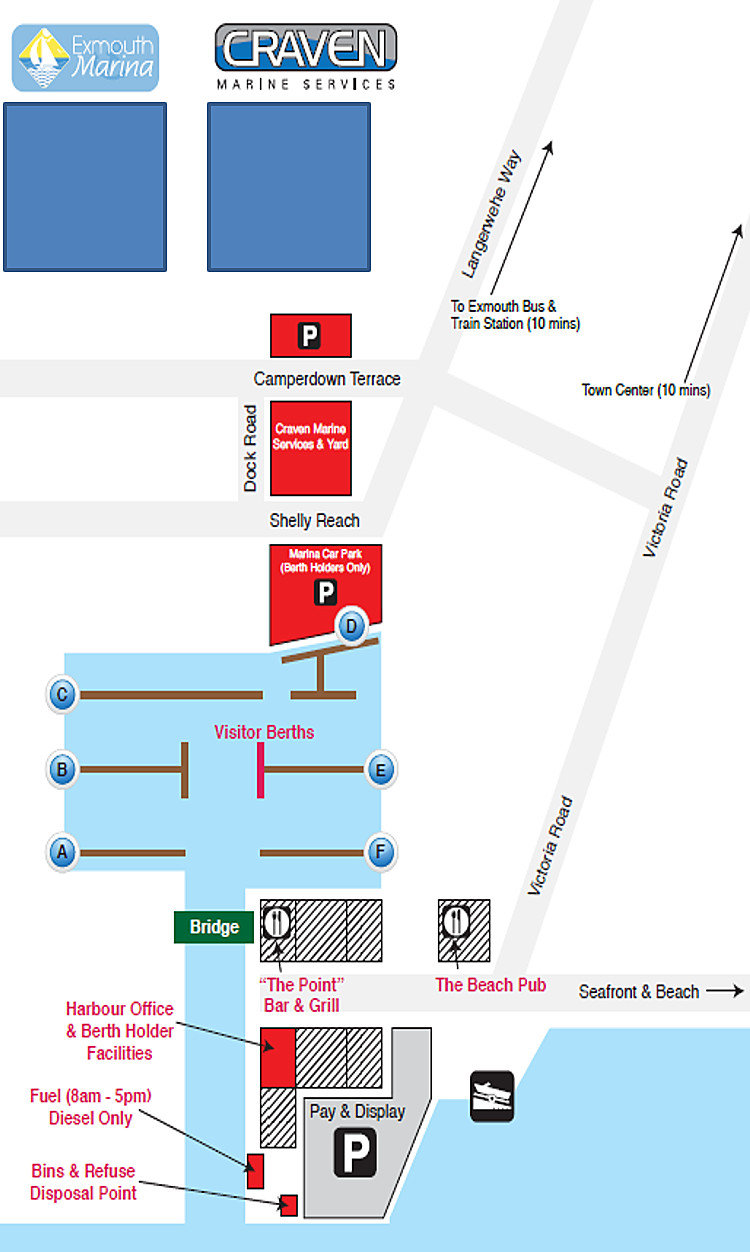 Exmouth
Marina
CRAVEN
MARINE SERVICES
Langerwehe Way
To Exmouth Bus &
Train Station (10 mins)
P
Camperdown Terrace
Town Center (10 mins)
Dock Road
Craven Marine
Services & Yard
Victoria Road
Shelly Reach
Marina Car Park
(Berth Holders Only)
P
D
C
Visitor Berths
B
E
A
F
Victoria Road
Bridge
"The Point"
Bar & Grill
The Beach Pub
Seafront & Beach
Harbour Office
& Berth Holder
Facilities
Fuel (8am - 5pm)
Diesel Only
Pay & Display
P
Bins & Refuse
Disposal Point